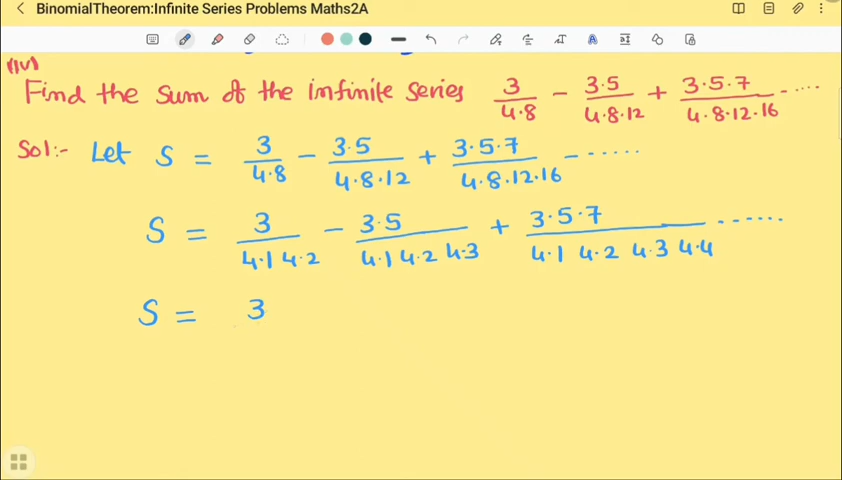 BinomialTheorem:Infinite Series Problems Maths2A
(iv)
Find the sum of the infinite series 3/4·8 − 3·5/4·8·12 + 3·5·7/4·8·12·16 - ....
Sol:- Let S = 3/4·8 − 3·5/4·8·12 + 3·5·7/4·8·12·16 - ......
S = 3/4·1 4·2 − 3·5/4·1 4·2 4·3 + 3·5·7/4·1 4·2 4·3 4·4 ......
S = 3